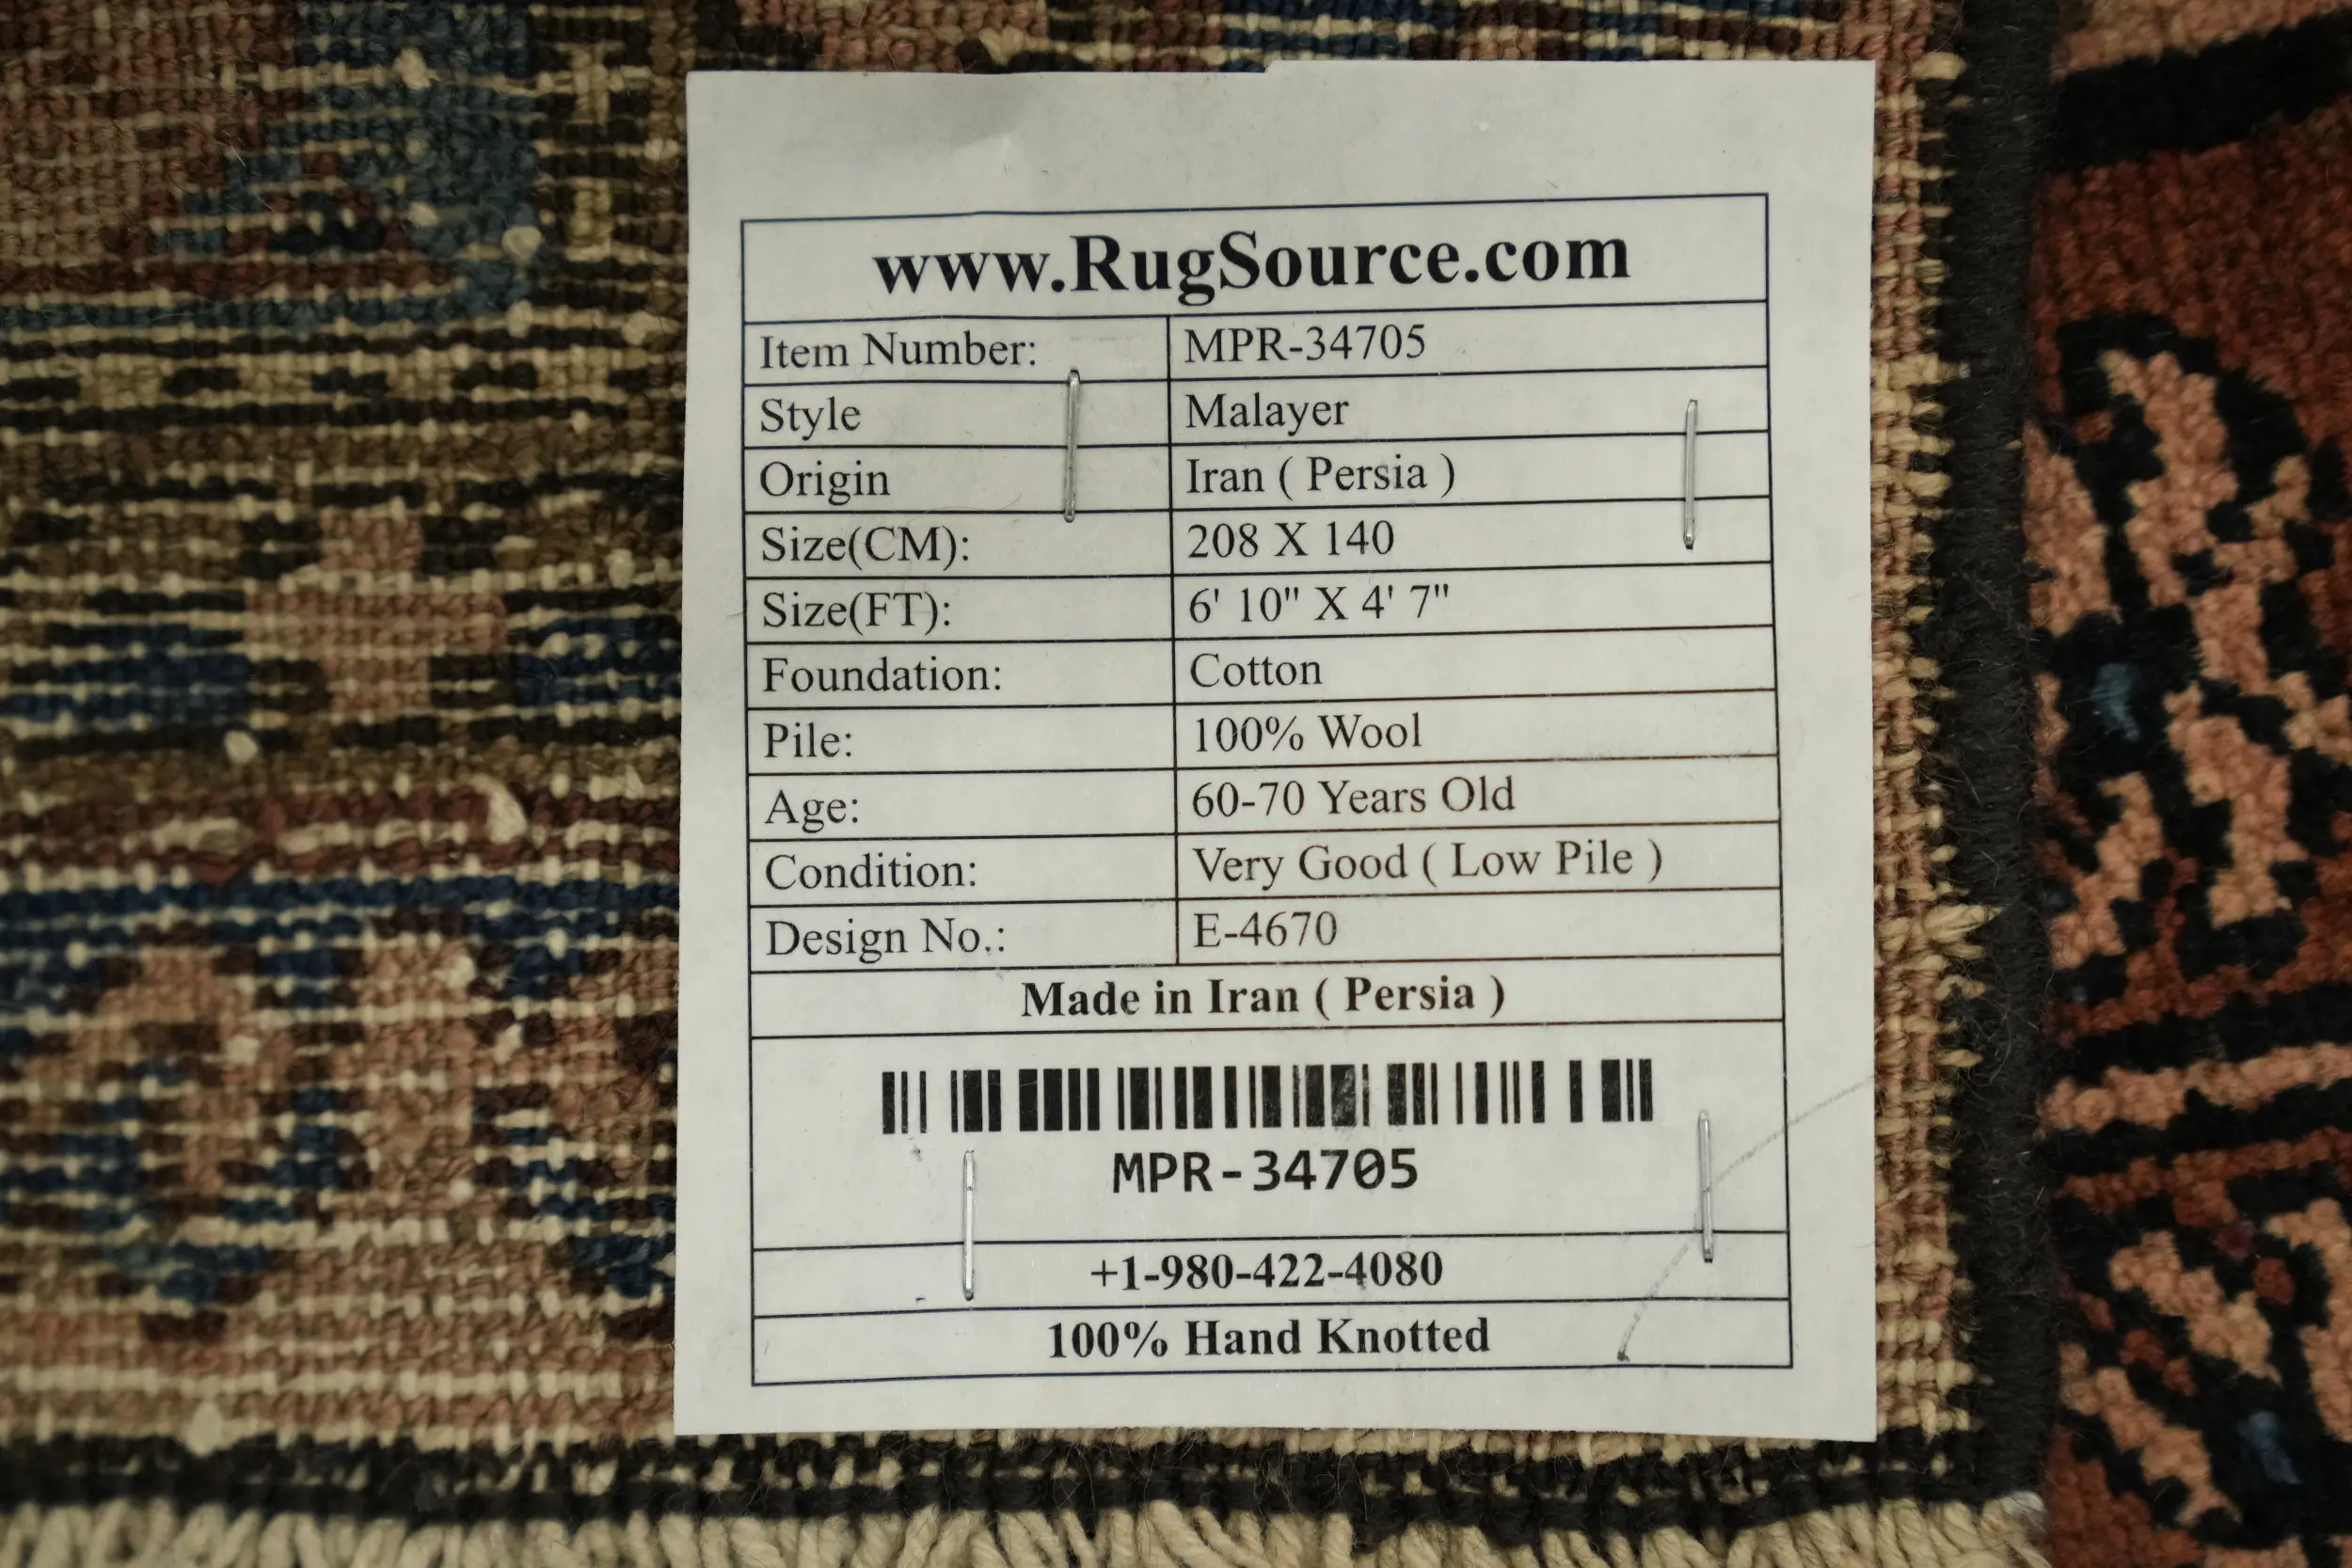 www.RugSource.com
Item Number: MPR-34705
Style Malayer
Origin Iran ( Persia )
Size(CM): 208 X 140
Size(FT): 6' 10" X 4' 7"
Foundation: Cotton
Pile: 100% Wool
Age: 60-70 Years Old
Condition: Very Good ( Low Pile )
Design No.: E-4670
Made in Iran ( Persia )
MPR-34705
+1-980-422-4080
100% Hand Knotted